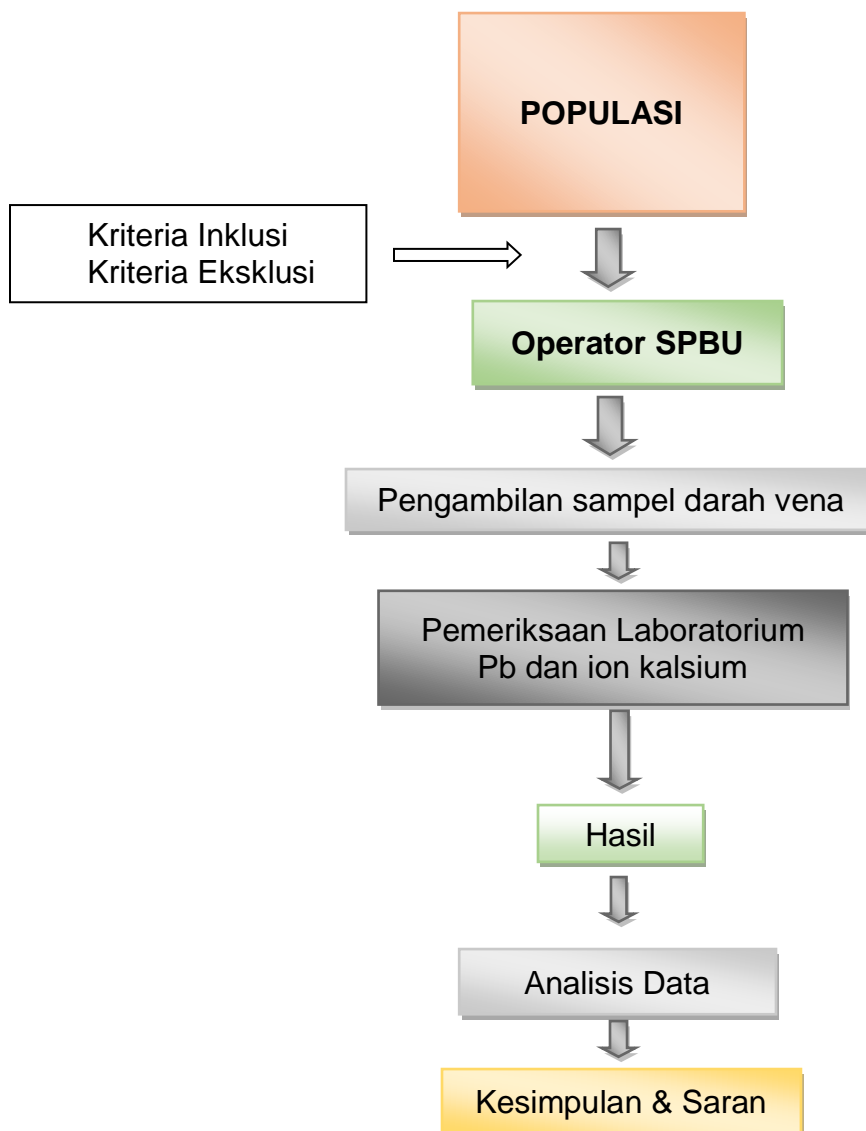 POPULASI
Kriteria Inklusi
Kriteria Eksklusi
Operator SPBU
Pengambilan sampel darah vena
Pemeriksaan Laboratorium
Pb dan ion kalsium
Hasil
Analisis Data
Kesimpulan & Saran